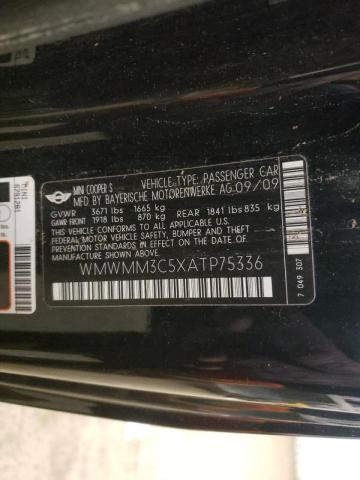 MINI COOPER S VEHICLE TYPE: PASSENGER CAR
MFD BY BAYERISCHE MOTORENWERKE AG 09/09
GVWR 3671 lbs 1665 kg
GAWR FRONT 1918 lbs 870 kg REAR 1841 lbs 835 kg
THIS VEHICLE CONFORMS TO ALL APPLICABLE
FEDERAL SAFETY, BUMPER AND THEFT
PREVENTION STANDARDS IN EFFECT ON THE DATE OF
MANUFACTURE SHOWN ABOVE.
WMWMM3C5XATP75336
7 049 307
MINI